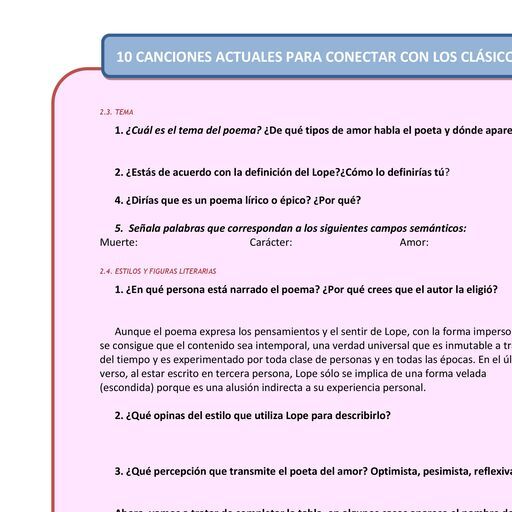 10 CANCIONES ACTUALES PARA CONECTAR CON LOS CLÁSICO
2.3. TEMA
1. ¿Cuál es el tema del poema? ¿De qué tipos de amor habla el poeta y dónde apare
2. ¿Estás de acuerdo con la definición del Lope?¿Cómo lo definirías tú?
4. ¿Dirías que es un poema lírico o épico? ¿Por qué?
5. Señala palabras que correspondan a los siguientes campos semánticos:
Muerte: Carácter: Amor:
2.4. ESTILOS Y FIGURAS LITERARIAS
1. ¿En qué persona está narrado el poema? ¿Por qué crees que el autor la eligió?
Aunque el poema expresa los pensamientos y el sentir de Lope, con la forma imperso
se consigue que el contenido sea intemporal, una verdad universal que es inmutable a tr
del tiempo y es experimentado por toda clase de personas y en todas las épocas. En el úl
verso, al estar escrito en tercera persona, Lope sólo se implica de una forma velada
(escondida) porque es una alusión indirecta a su experiencia personal.
2. ¿Qué opinas del estilo que utiliza Lope para describirlo?
3. ¿Qué percepción que transmite el poeta del amor? Optimista, pesimista, reflexiva